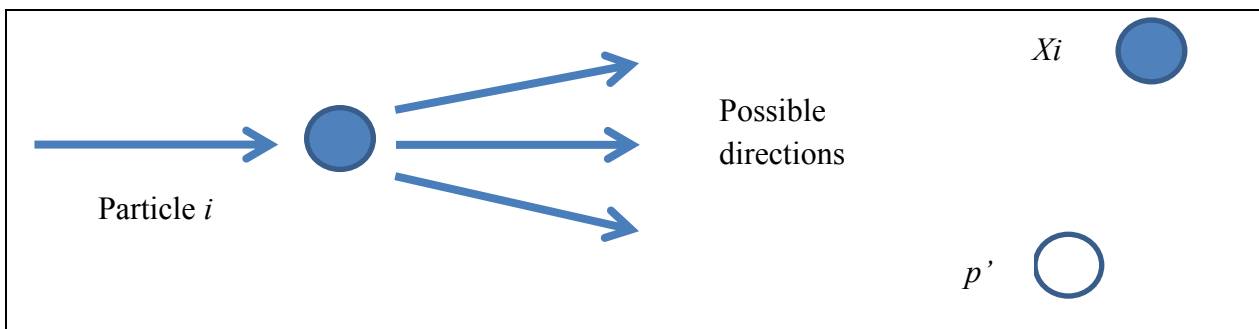 Xi
Possible
directions
Particle i
p’